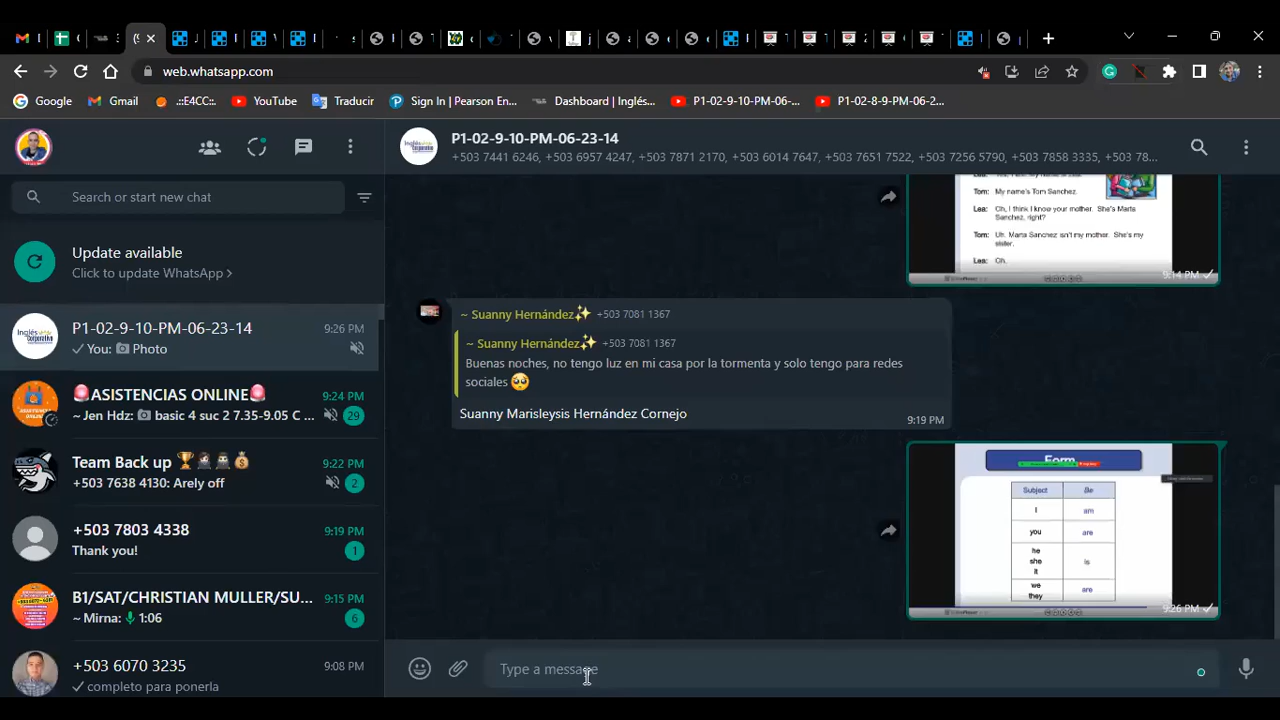 web.whatsapp.com
Google
Gmail
.::E4CC::.
YouTube
Traducir
Sign In | Pearson En...
Dashboard | Inglés...
P1-02-9-10-PM-06-...
P1-02-8-9-PM-06-2...
P1-02-9-10-PM-06-23-14
+503 7441 6246, +503 6957 4247, +503 7871 2170, +503 6014 7647, +503 7651 7522, +503 7256 5790, +503 7858 3335, +503 78...
Search or start new chat
Update available
Click to update WhatsApp >
P1-02-9-10-PM-06-23-14
9:26 PM
You: Photo
🚨ASISTENCIAS ONLINE🚨
9:24 PM
~ Jen Hdz: basic 4 suc 2 7.35-9.05 C ...
29
Team Back up
9:22 PM
+503 7638 4130: Arely off
2
+503 7803 4338
9:19 PM
Thank you!
1
B1/SAT/CHRISTIAN MULLER/SU...
9:15 PM
~ Mirna: 1:06
6
+503 6070 3235
9:08 PM
completo para ponerla
Tom: My name's Tom Sanchez.
Lea: Oh, I think I know your mother. She's Marta
Sanchez, right?
Tom: Uh. Marta Sanchez isn't my mother. She's my
sister.
Lea: Oh.
9:14 PM
~ Suanny Hernández✨ +503 7081 1367
~ Suanny Hernández✨ +503 7081 1367
Buenas noches, no tengo luz en mi casa por la tormenta y solo tengo para redes
sociales 🥺
Suanny Marisleysis Hernández Cornejo
9:19 PM
Form
Subject Be
I am
you are
he
she is
it
we are
they
9:26 PM
Type a message